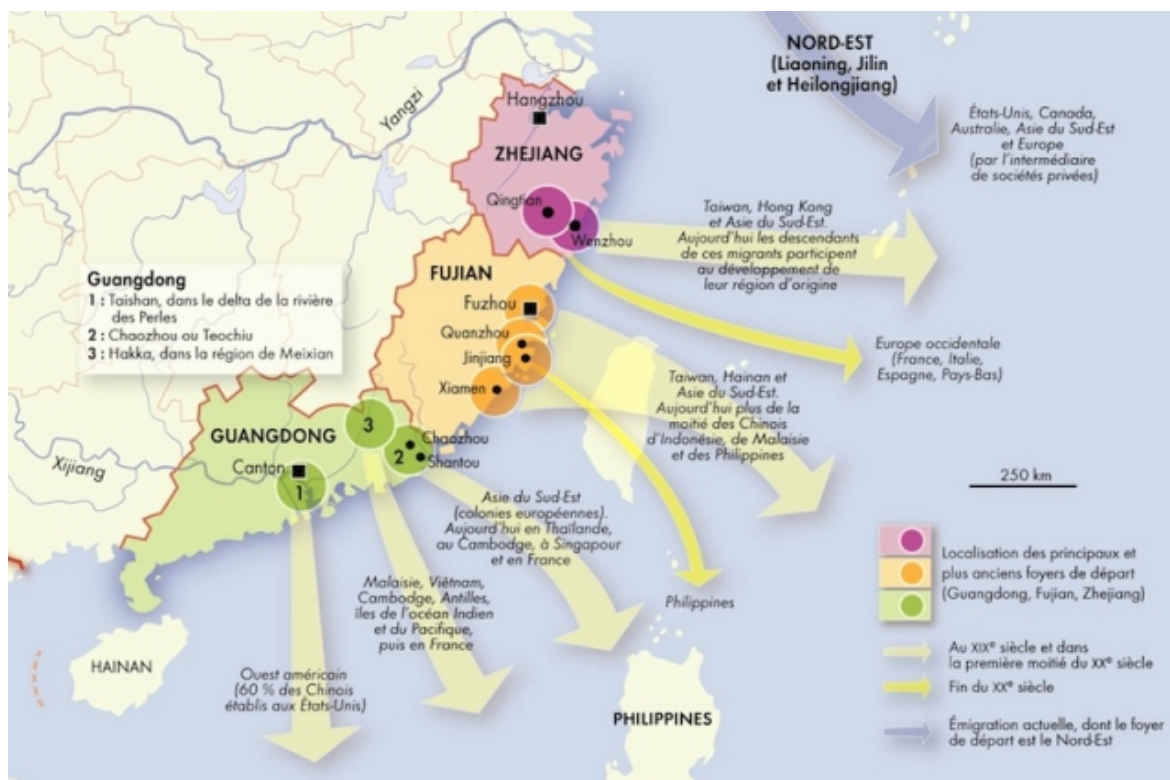 NORD-EST
(Liaoning, Jilin
et Heilongjiang)
États-Unis, Canada,
Australie, Asie du Sud-Est
et Europe
(par l'intermédiaire
de sociétés privées)
Yangzi
Hangzhou
ZHEJIANG
Qingtian
Wenzhou
Taiwan, Hong Kong
et Asie du Sud-Est.
Aujourd'hui les descendants
de ces migrants participent
au développement de
leur région d'origine
Guangdong
1 : Taishan, dans le delta de la rivière
des Perles
2 : Chaozhou ou Teochiu
3 : Hakka, dans la région de Meixian
FUJIAN
Fuzhou
Quanzhou
Jinjiang
Xiamen
Europe occidentale
(France, Italie,
Espagne, Pays-Bas)
Taiwan, Hainan et
Asie du Sud-Est.
Aujourd'hui plus de la
moitié des Chinois
d'Indonésie, de Malaisie
et des Philippines
GUANGDONG
3
Chaozhou
2
Shantou
Canton
1
Xijiang
250 km
Asie du Sud-Est
(colonies européennes).
Aujourd'hui en Thaïlande,
au Cambodge, à Singapour
et en France
Malaisie, Viêtnam,
Cambodge, Antilles,
îles de l'océan Indien
et du Pacifique,
puis en France
Philippines
HAINAN
Ouest américain
(60 % des Chinois
établis aux États-Unis)
PHILIPPINES
Localisation des principaux et
plus anciens foyers de départ
(Guangdong, Fujian, Zhejiang)
Au XIXe siècle et dans
la première moitié du XXe siècle
Fin du XXe siècle
Émigration actuelle, dont le foyer
de départ est le Nord-Est